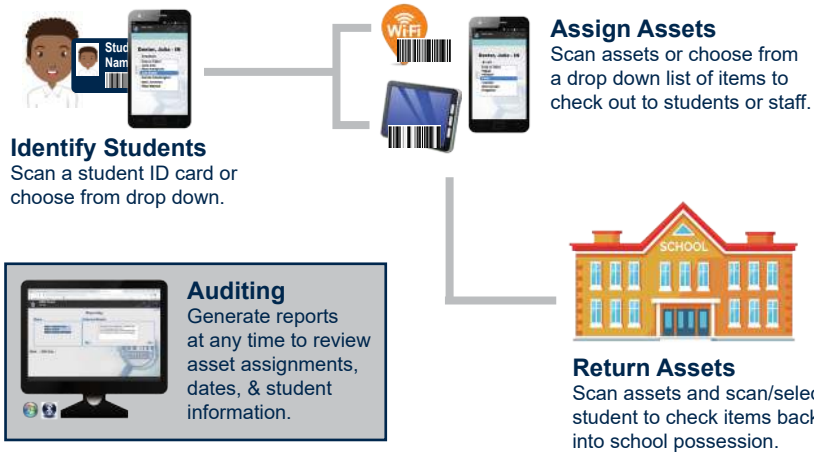 Stud
Nam
Identify Students
Scan a student ID card or
choose from drop down.
WiFi
Assign Assets
Scan assets or choose from
a drop down list of items to
check out to students or staff.
SCHOOL
Return Assets
Scan assets and scan/selec
student to check items back
into school possession.
Auditing
Generate reports
at any time to review
asset assignments,
dates, & student
information.